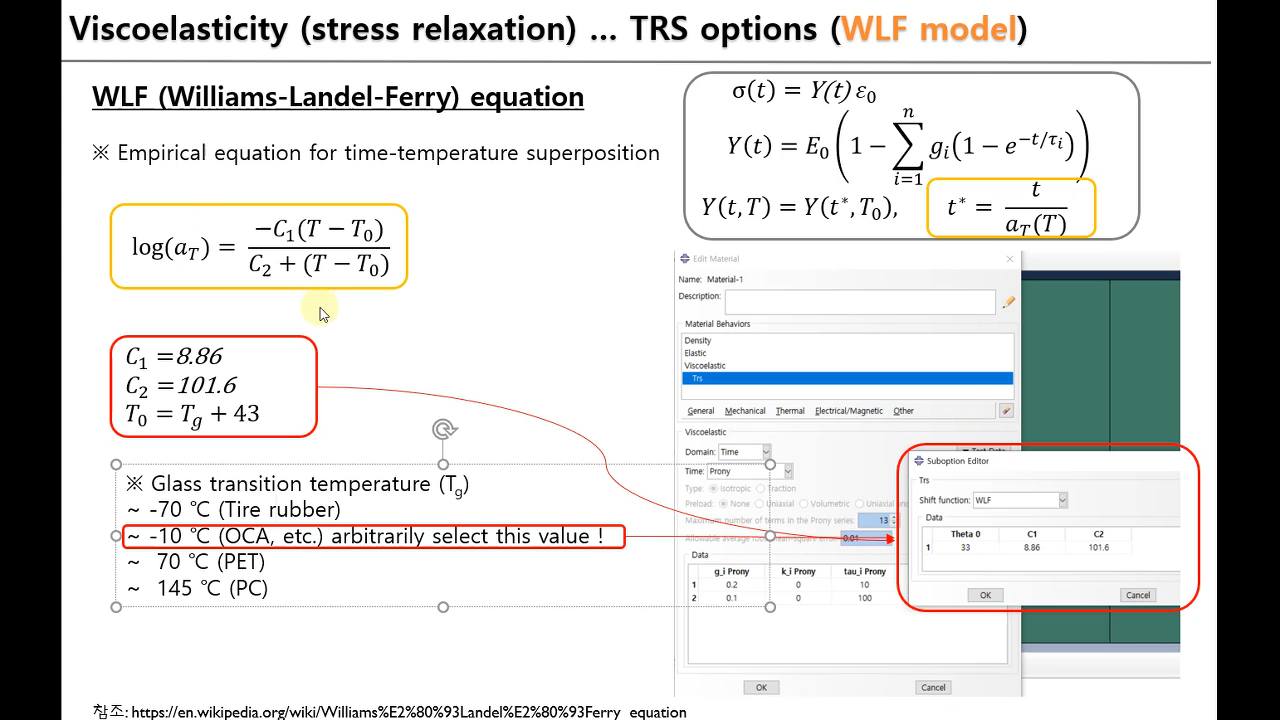 Viscoelasticity (stress relaxation) ... TRS options (WLF model)
WLF (Williams-Landel-Ferry) equation
※ Empirical equation for time-temperature superposition
log(a_T) = −C₁(T − T₀) / C₂ + (T − T₀)
C₁ =8.86
C₂ =101.6
T₀ = T_g + 43
※ Glass transition temperature (Tg)
~ -70 ℃ (Tire rubber)
~ -10 ℃ (OCA, etc.) arbitrarily select this value !
~ 70 ℃ (PET)
~ 145 ℃ (PC)
σ(t) = Y(t) ε₀
Y(t) = E₀ (1 − ∑ i=1 n g_i (1 − e^(−t/τ_i)))
Y(t, T) = Y(t*, T₀), t* = t / a_T(T)
Edit Material
Name: Material-1
Description:
Material Behaviors
Density
Elastic
Viscoelastic
Trs
General Mechanical Thermal Electrical/Magnetic Other
Viscoelastic
Domain: Time
Time: Prony
Type: Isotropic Traction
Preload: None Uniaxial Volumetric Uniaxial and
Maximum number of terms in the Prony series: 13
Allowable average root-mean-square error: 0.01
Data
g_i Prony k_i Prony tau_i Prony
1 0.2 0 10
2 0.1 0 100
OK Cancel
Suboption Editor
Trs
Shift function: WLF
Data
Theta 0 C1 C2
1 33 8.86 101.6
OK Cancel
참조: https://en.wikipedia.org/wiki/Williams%E2%80%93Landel%E2%80%93Ferry_equation